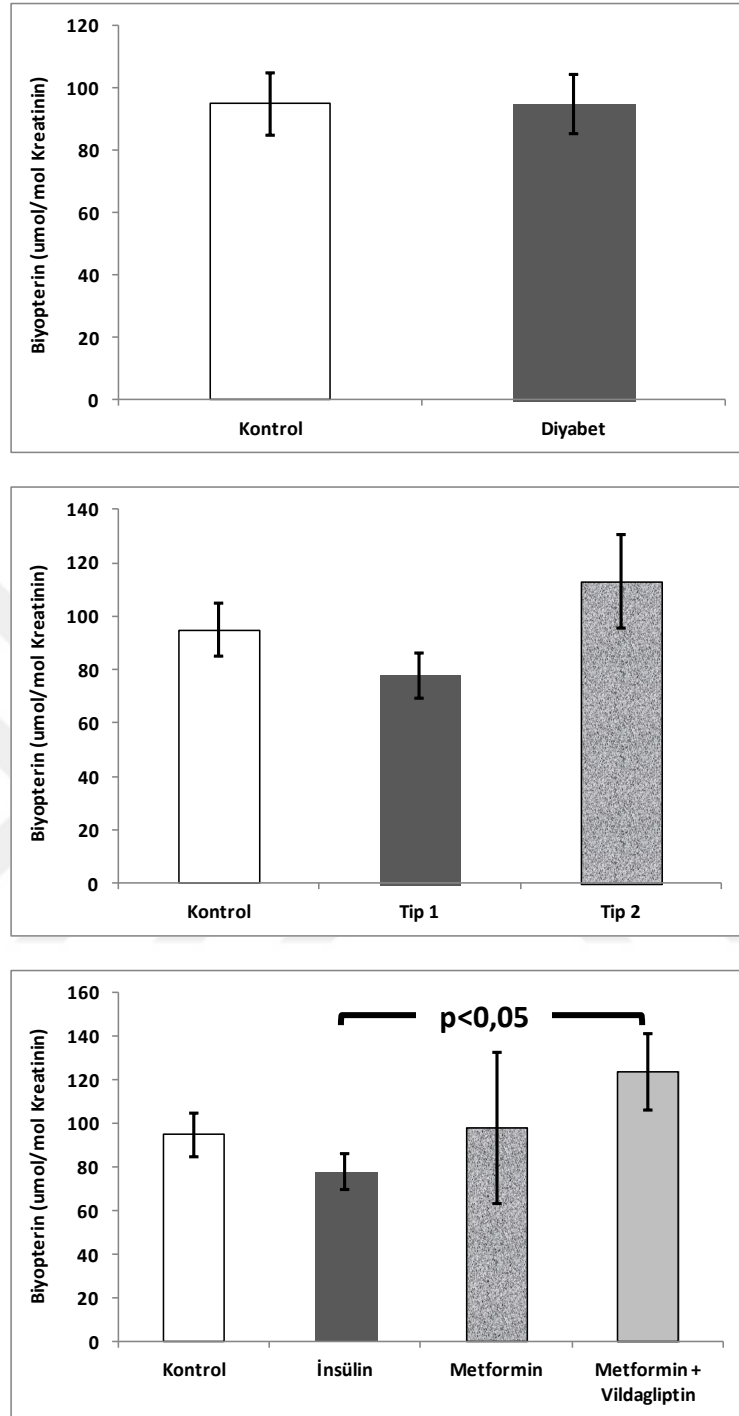 Biyopterin (umol/mol Kreatinin)
120
100
80
60
40
20
0
Kontrol
Diyabet
Biyopterin (umol/mol Kreatinin)
140
120
100
80
60
40
20
0
Kontrol
Tip 1
Tip 2
Biyopterin (umol/mol Kreatinin)
160
140
120
100
80
60
40
20
0
p<0,05
Kontrol
İnsülin
Metformin
Metformin +
Vildagliptin